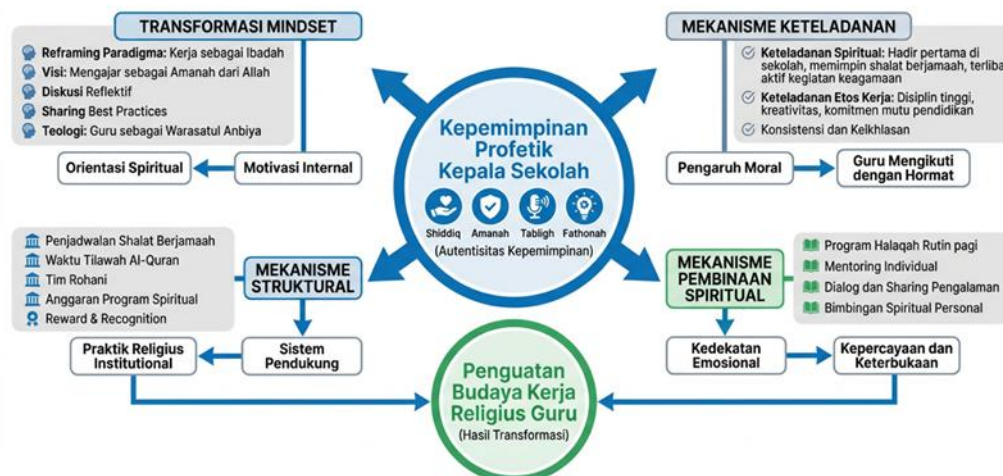 TRANSFORMASI MINDSET
Reframing Paradigma: Kerja sebagai Ibadah
Visi: Mengajar sebagai Amanah dari Allah
Diskusi Reflektif
Sharing Best Practices
Teologi: Guru sebagai Warasatul Anbiya
Orientasi Spiritual
Motivasi Internal
MEKANISME KETELADANAN
Keteladanan Spiritual: Hadir pertama di
sekolah, memimpin shalat berjamaah, terliba
aktif kegiatan keagamaan
Keteladanan Etos Kerja: Disiplin tinggi,
kreativitas, komitmen mutu pendidikan
Konsistensi dan Keikhlasan
Pengaruh Moral
Guru Mengikuti
dengan Hormat
Kepemimpinan
Profetik
Kepala Sekolah
Shiddiq
Amanah
Tabligh
Fathonah
(Autentisitas Kepemimpinan)
Penjadwalan Shalat Berjamaah
Waktu Tilawah Al-Quran
Tim Rohani
Anggaran Program Spiritual
Reward & Recognition
MEKANISME
STRUKTURAL
Praktik Religius
Institutional
Sistem
Pendukung
MEKANISME
PEMBINAAN
SPIRITUAL
Program Halaqah Rutin pagi
Mentoring Individual
Dialog dan Sharing Pengalaman
Bimbingan Spiritual Personal
Kedekatan
Emosional
Kepercayaan dan
Keterbukaan
Penguatan
Budaya Kerja
Religius Guru
(Hasil Transformasi)